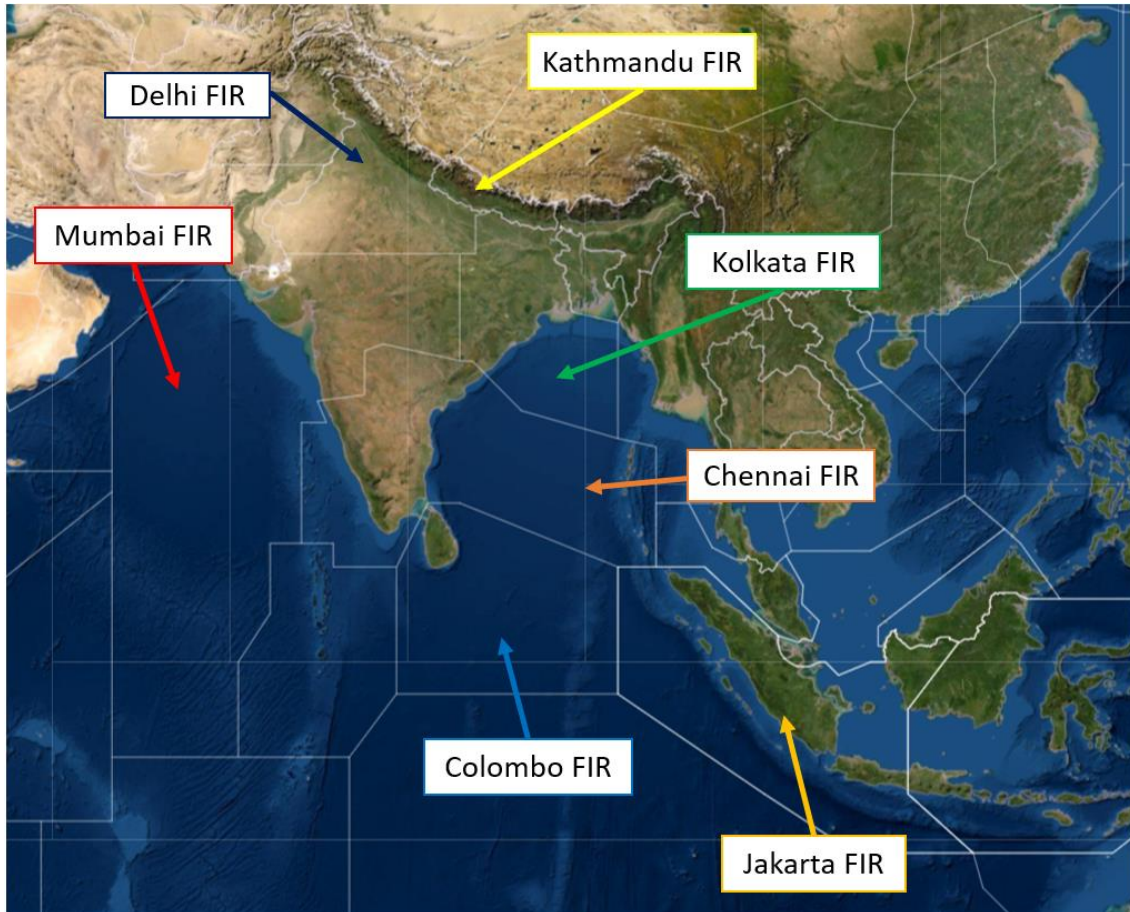 Kathmandu FIR
Delhi FIR
Mumbai FIR
Kolkata FIR
Chennai FIR
Colombo FIR
Jakarta FIR